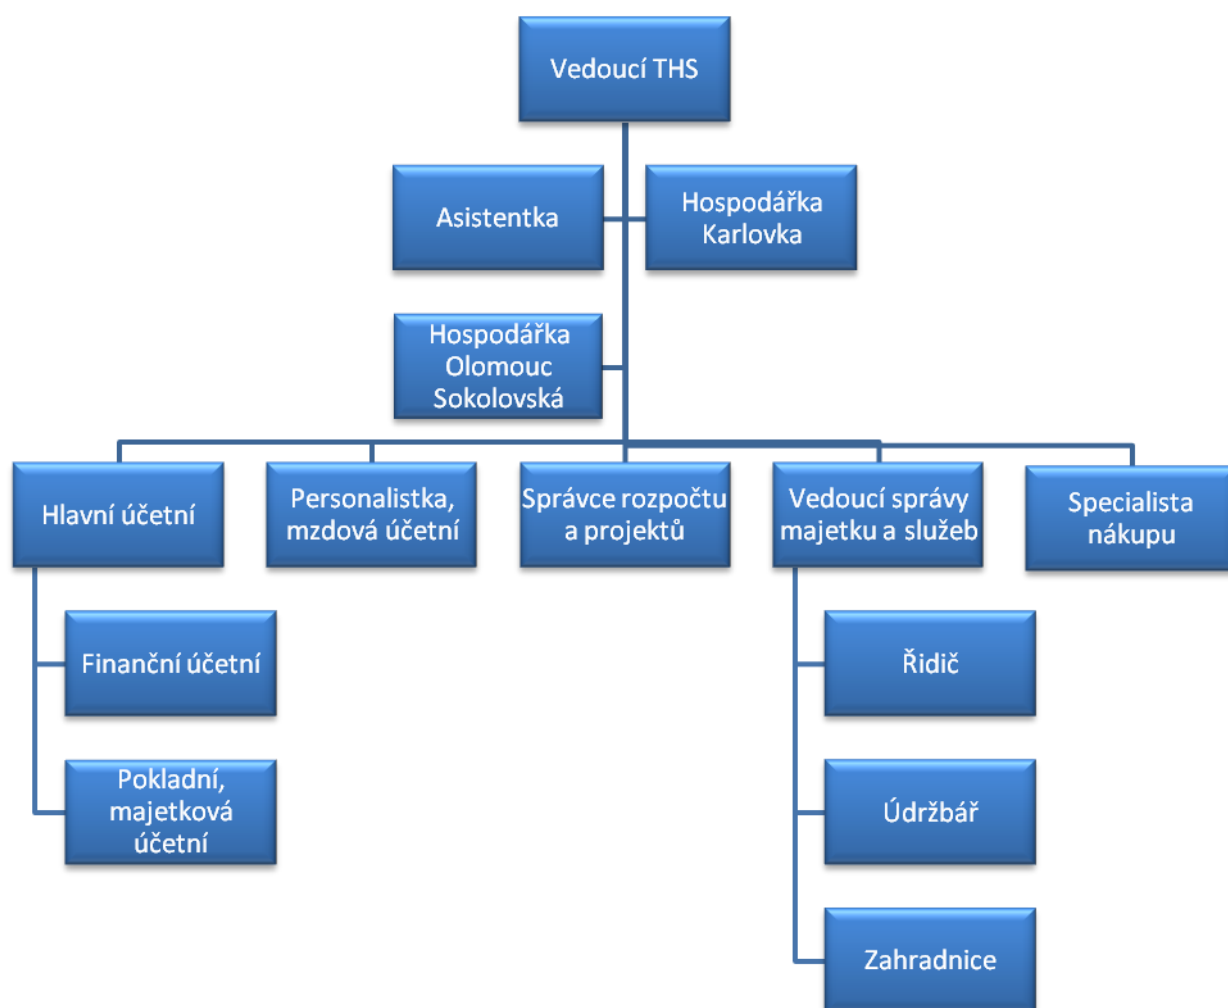 Vedoucí THS
Asistentka
Hospodářka
Karlovka
Hospodářka
Olomouc
Sokolovská
Hlavní účetní
Personalistka,
mzdová účetní
Správce rozpočtu
a projektů
Vedoucí správy
majetku a služeb
Specialista
nákupu
Finanční účetní
Pokladní,
majetková
účetní
Řidič
Údržbář
Zahradnice